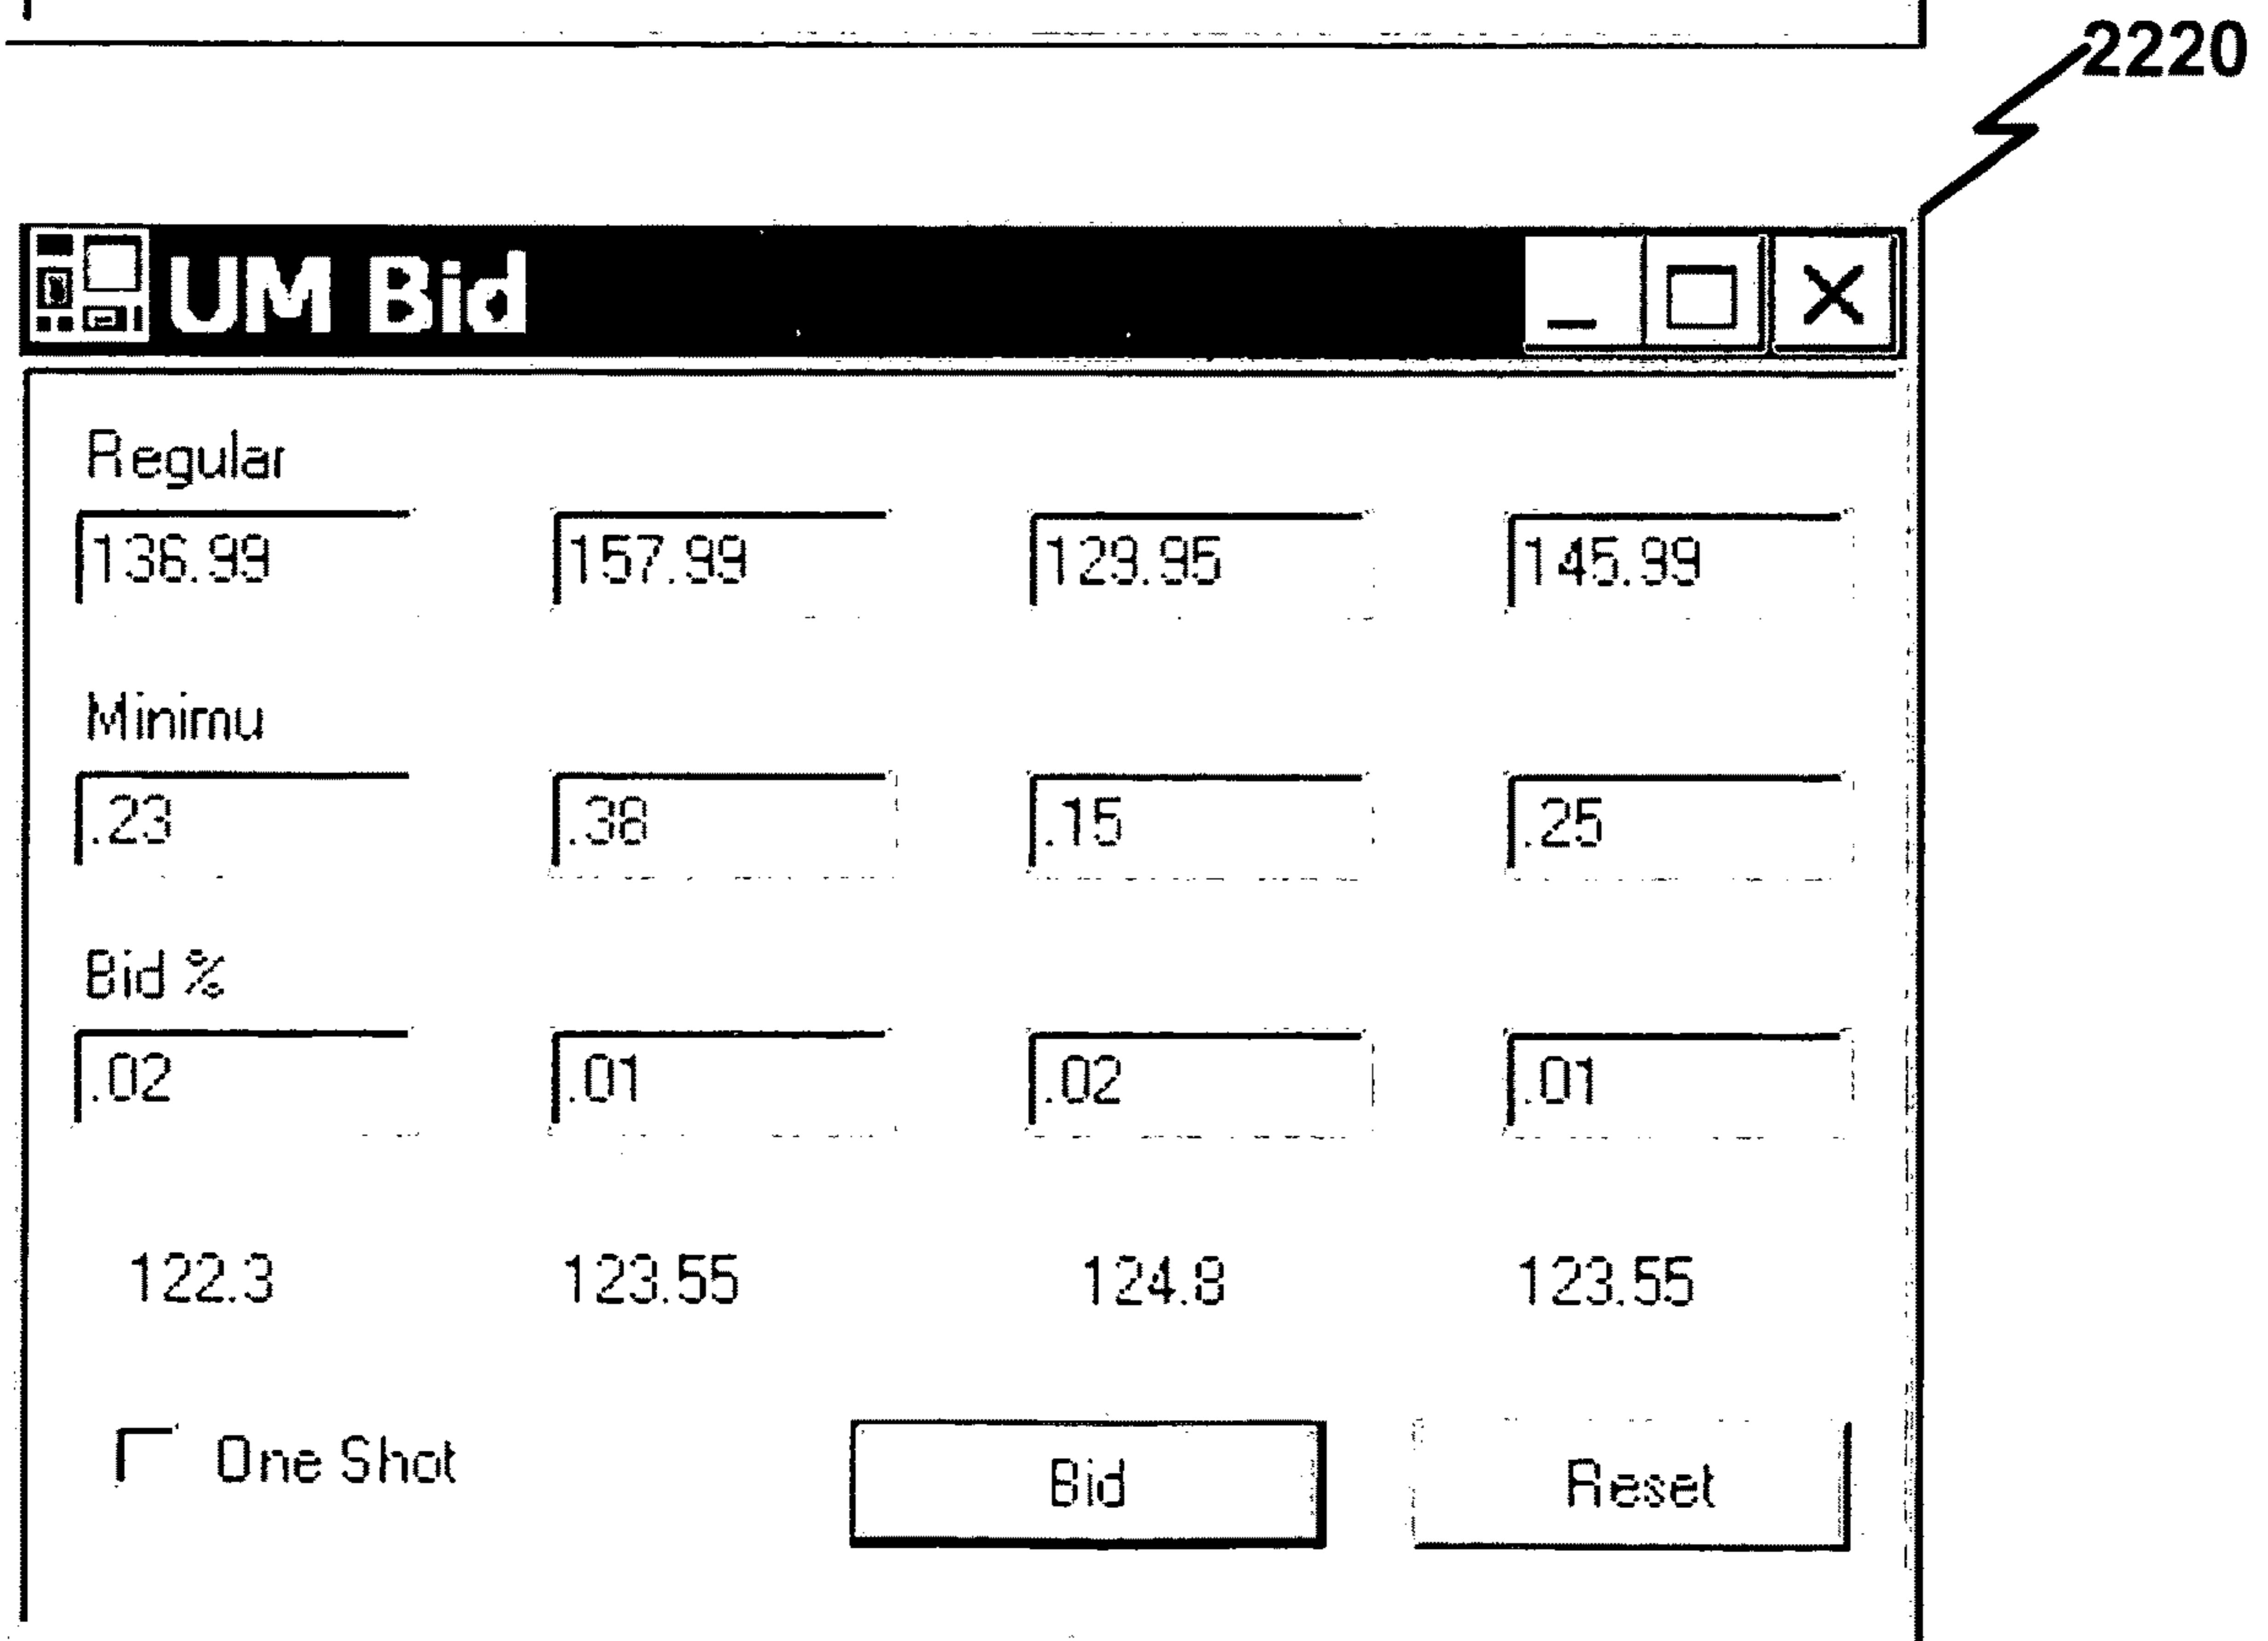 2220
UM Bid
Regular
136.99 157.99 129.95 145.99
Minimu
.23 .38 .15 .25
Bid %
.02 .01 .02 .01
122.3 123.55 124.8 123.55
One Shot Bid Reset